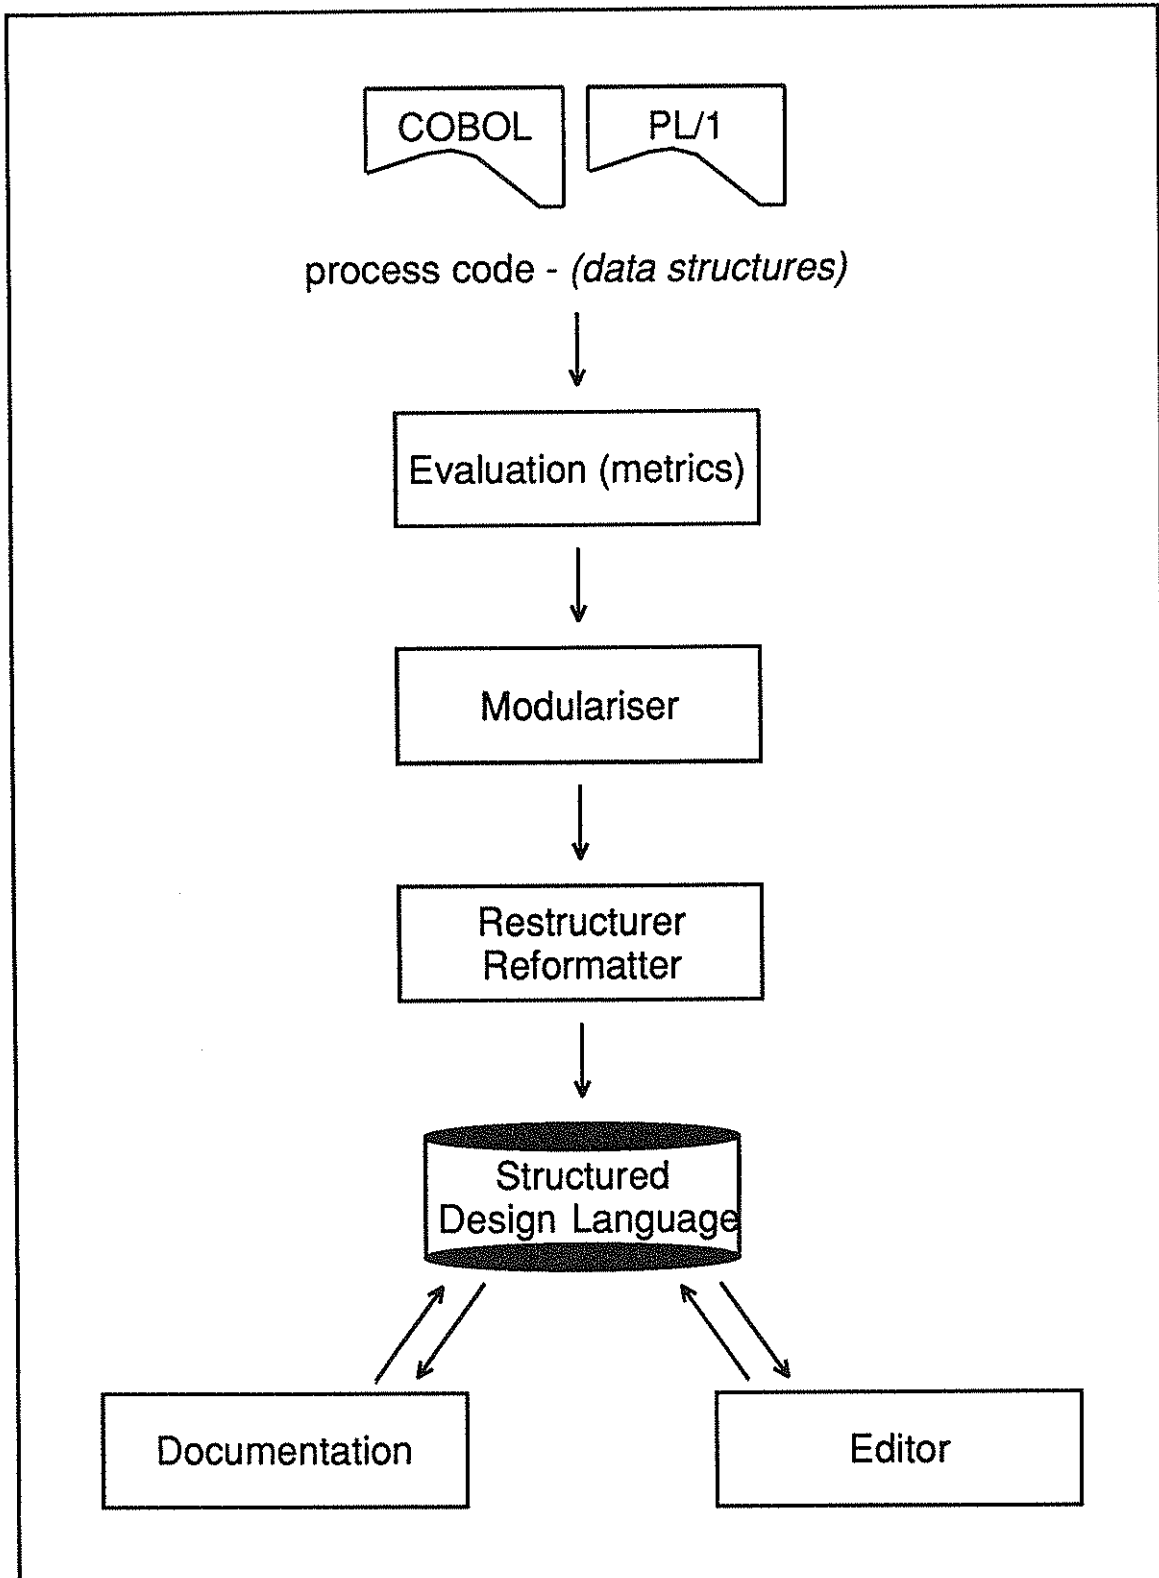 COBOL
PL/1
process code - (data structures)
Evaluation (metrics)
Modulariser
Restructurer
Reformatter
Structured
Design Language
Documentation
Editor